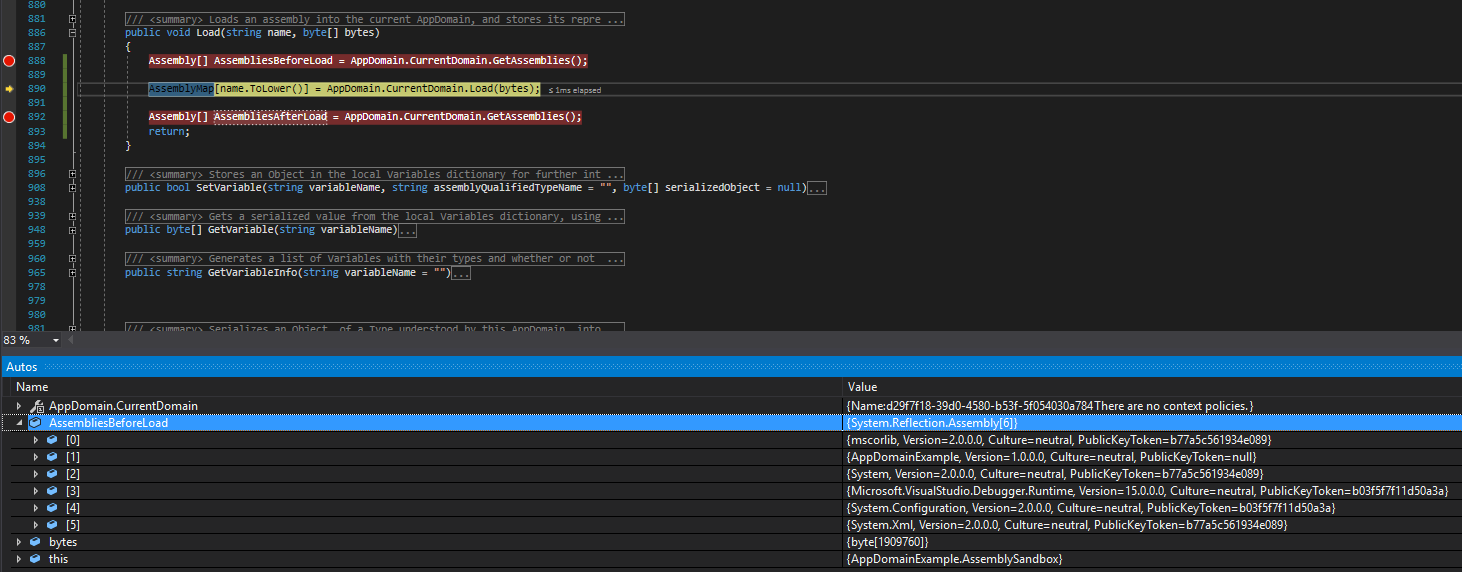 880
881 /// <summary> Loads an assembly into the current AppDomain, and stores its repre ...
886 public void Load(string name, byte[] bytes)
887 {
888 Assembly[] AssembliesBeforeLoad = AppDomain.CurrentDomain.GetAssemblies();
889
890 AssemblyMap[name.ToLower()] = AppDomain.CurrentDomain.Load(bytes); ≤ 1ms elapsed
891
892 Assembly[] AssembliesAfterLoad = AppDomain.CurrentDomain.GetAssemblies();
893 return;
894 }
895
896 /// <summary> Stores an Object in the local Variables dictionary for further int ...
908 public bool SetVariable(string variableName, string assemblyQualifiedTypeName = "", byte[] serializedObject = null)...
938
939 /// <summary> Gets a serialized value from the local Variables dictionary, using ...
948 public byte[] GetVariable(string variableName)...
959
960 /// <summary> Generates a list of Variables with their types and whether or not ...
965 public string GetVariableInfo(string variableName = "")...
978
979
980
981 /// <summary> Serializes an Object, of a Type understood by this AppDomain, into ...
83 %
Autos
Name Value
AppDomain.CurrentDomain {Name:d29f7f18-39d0-4580-b53f-5f054030a784There are no context policies.}
AssembliesBeforeLoad {System.Reflection.Assembly[6]}
[0] {mscorlib, Version=2.0.0.0, Culture=neutral, PublicKeyToken=b77a5c561934e089}
[1] {AppDomainExample, Version=1.0.0.0, Culture=neutral, PublicKeyToken=null}
[2] {System, Version=2.0.0.0, Culture=neutral, PublicKeyToken=b77a5c561934e089}
[3] {Microsoft.VisualStudio.Debugger.Runtime, Version=15.0.0.0, Culture=neutral, PublicKeyToken=b03f5f7f11d50a3a}
[4] {System.Configuration, Version=2.0.0.0, Culture=neutral, PublicKeyToken=b03f5f7f11d50a3a}
[5] {System.Xml, Version=2.0.0.0, Culture=neutral, PublicKeyToken=b77a5c561934e089}
bytes {byte[1909760]}
this {AppDomainExample.AssemblySandbox}